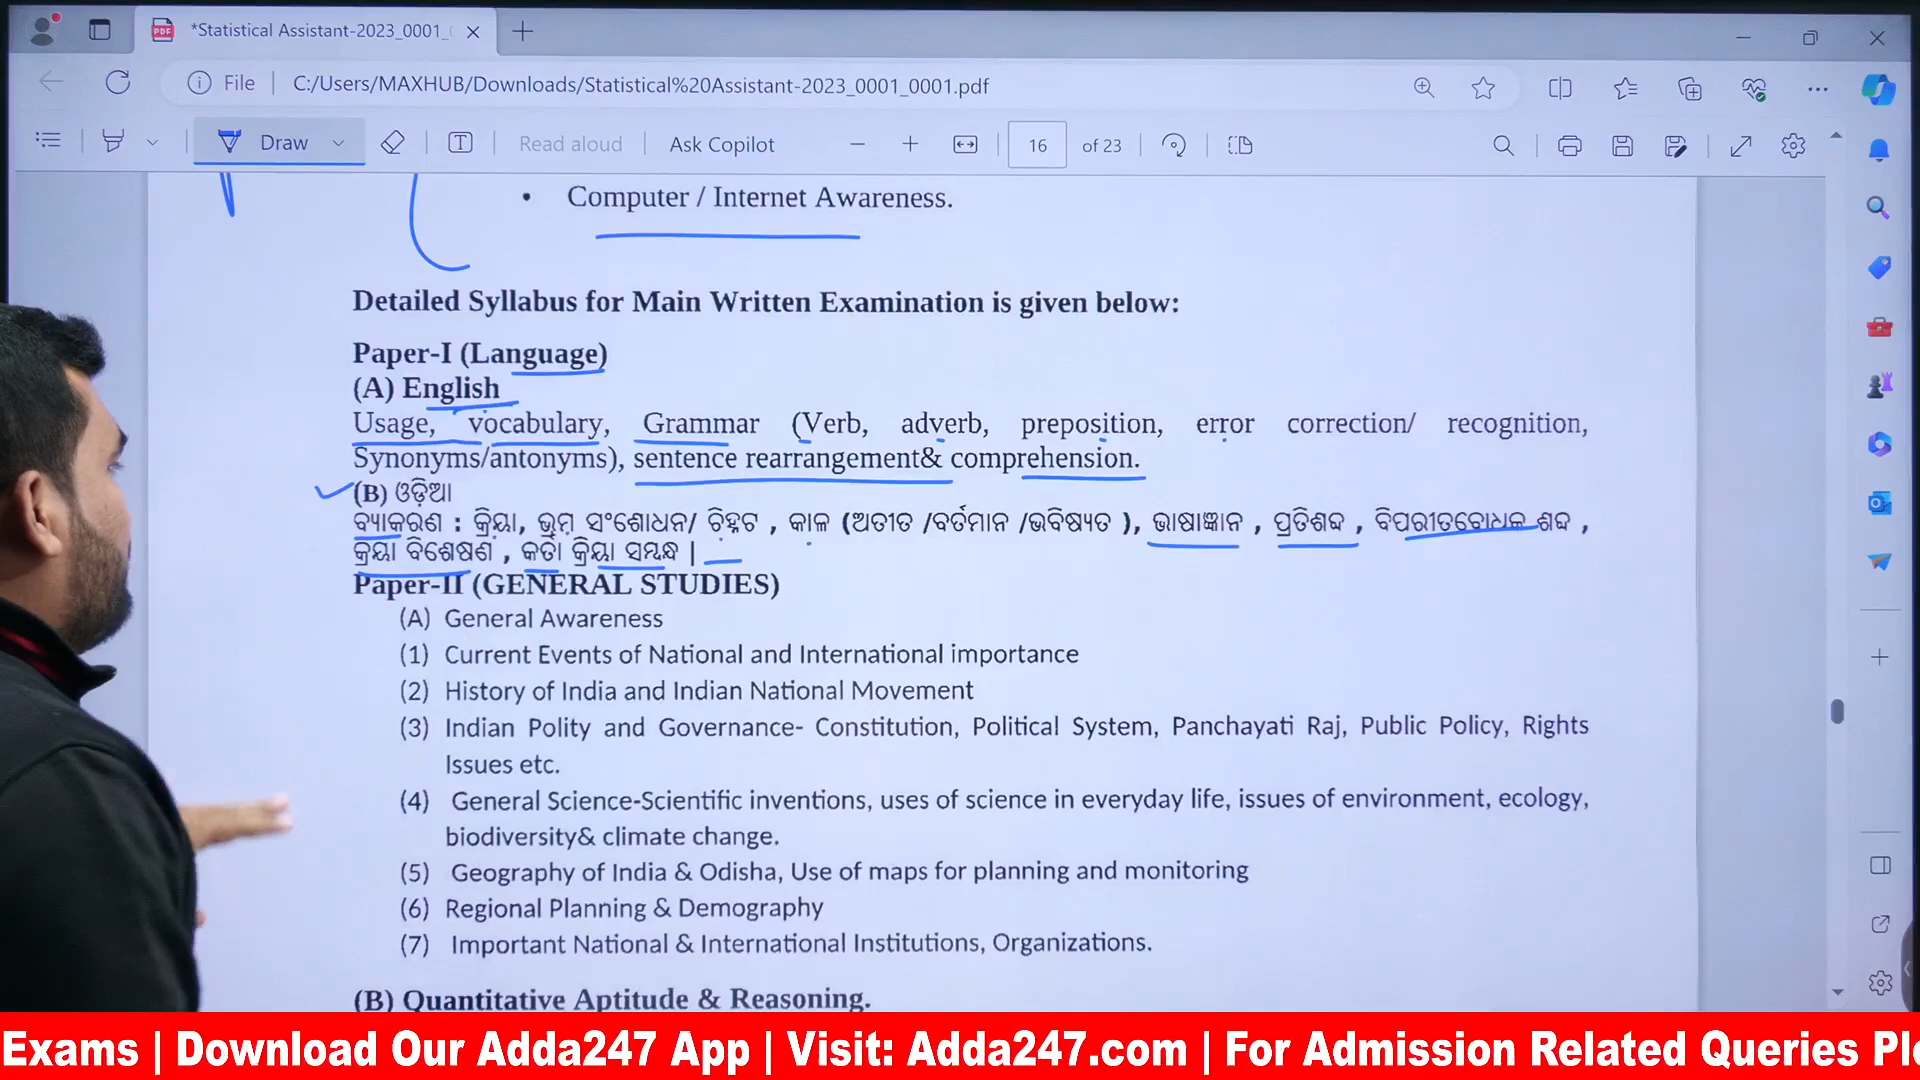 *Statistical Assistant-2023_0001_
File | C:/Users/MAXHUB/Downloads/Statistical%20Assistant-2023_0001_0001.pdf
Draw
Read aloud
Ask Copilot
16 of 23
• Computer / Internet Awareness.
Detailed Syllabus for Main Written Examination is given below:
Paper-I (Language)
(A) English
Usage, vocabulary, Grammar (Verb, adverb, preposition, error correction/ recognition,
Synonyms/antonyms), sentence rearrangement& comprehension.
(B) ଓଡ଼ିଆ
ବ୍ୟାକରଣ : କ୍ରିୟା, ଭ୍ରମ ସଂଶୋଧନ/ ଚିହ୍ନଟ , କାଳ (ଅତୀତ /ବର୍ତମାନ /ଭବିଷ୍ୟତ ), ଭାଷାଜ୍ଞାନ , ପ୍ରତିଶବ୍ଦ , ବିପରୀତବୋଧକ ଶବ୍ଦ ,
କ୍ରିୟା ବିଶେଷଣ , କର୍ତା କ୍ରିୟା ସମ୍ବନ୍ଧ |
Paper-II (GENERAL STUDIES)
(A) General Awareness
(1) Current Events of National and International importance
(2) History of India and Indian National Movement
(3) Indian Polity and Governance- Constitution, Political System, Panchayati Raj, Public Policy, Rights
Issues etc.
(4) General Science-Scientific inventions, uses of science in everyday life, issues of environment, ecology,
biodiversity& climate change.
(5) Geography of India & Odisha, Use of maps for planning and monitoring
(6) Regional Planning & Demography
(7) Important National & International Institutions, Organizations.
(B) Quantitative Aptitude & Reasoning.
Exams | Download Our Adda247 App | Visit: Adda247.com | For Admission Related Queries Ple